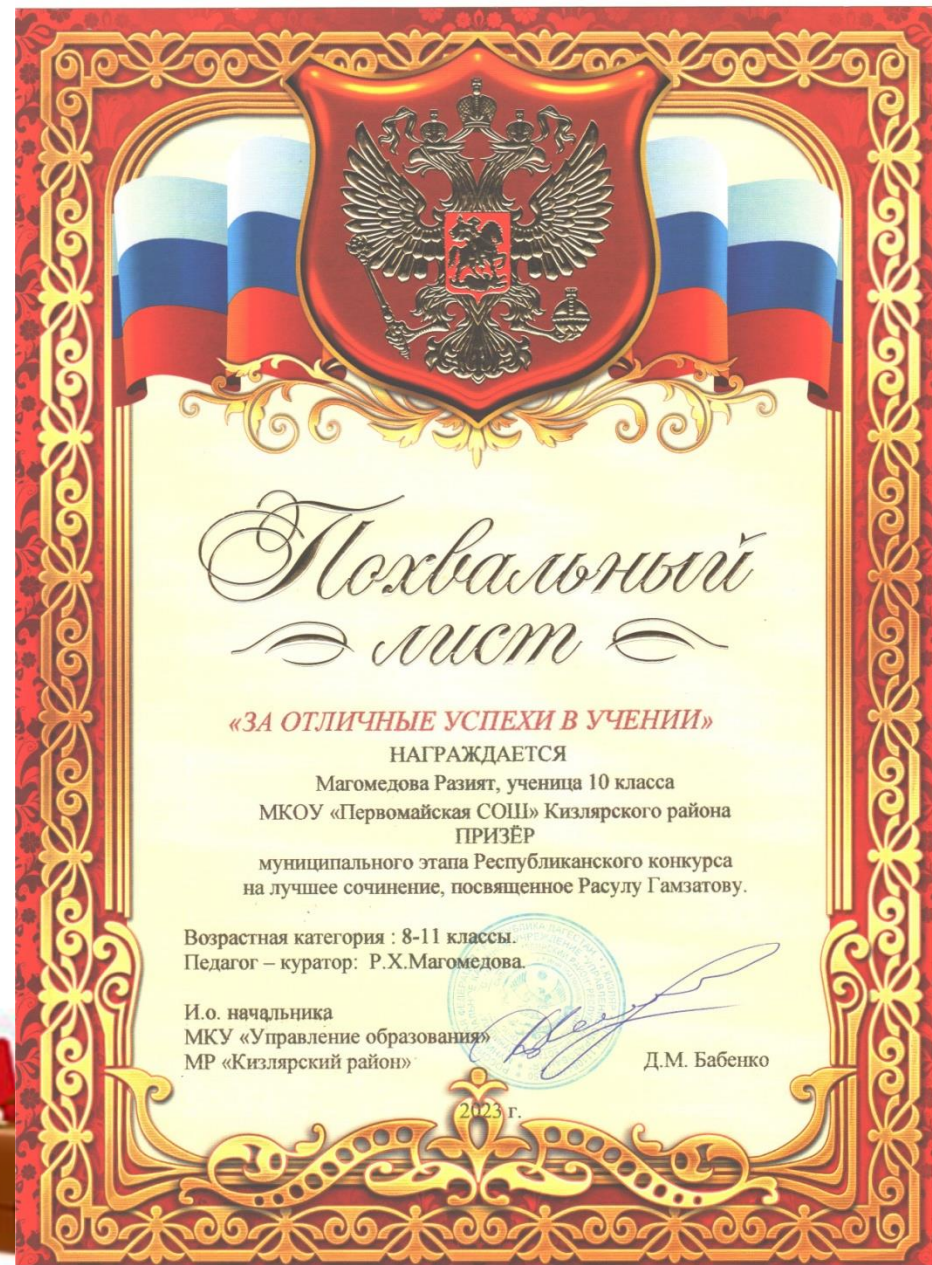 Похвальный
лист
«ЗА ОТЛИЧНЫЕ УСПЕХИ В УЧЕНИИ»
НАГРАЖДАЕТСЯ
Магомедова Разият, ученица 10 класса
МКОУ «Первомайская СОШ» Кизлярского района
ПРИЗЁР
муниципального этапа Республиканского конкурса
на лучшее сочинение, посвященное Расулу Гамзатову.
Возрастная категория : 8-11 классы.
Педагог – куратор: Р.Х.Магомедова.
И.о. начальника
МКУ «Управление образования»
МР «Кизлярский район»
Д.М. Бабенко
2023 г.